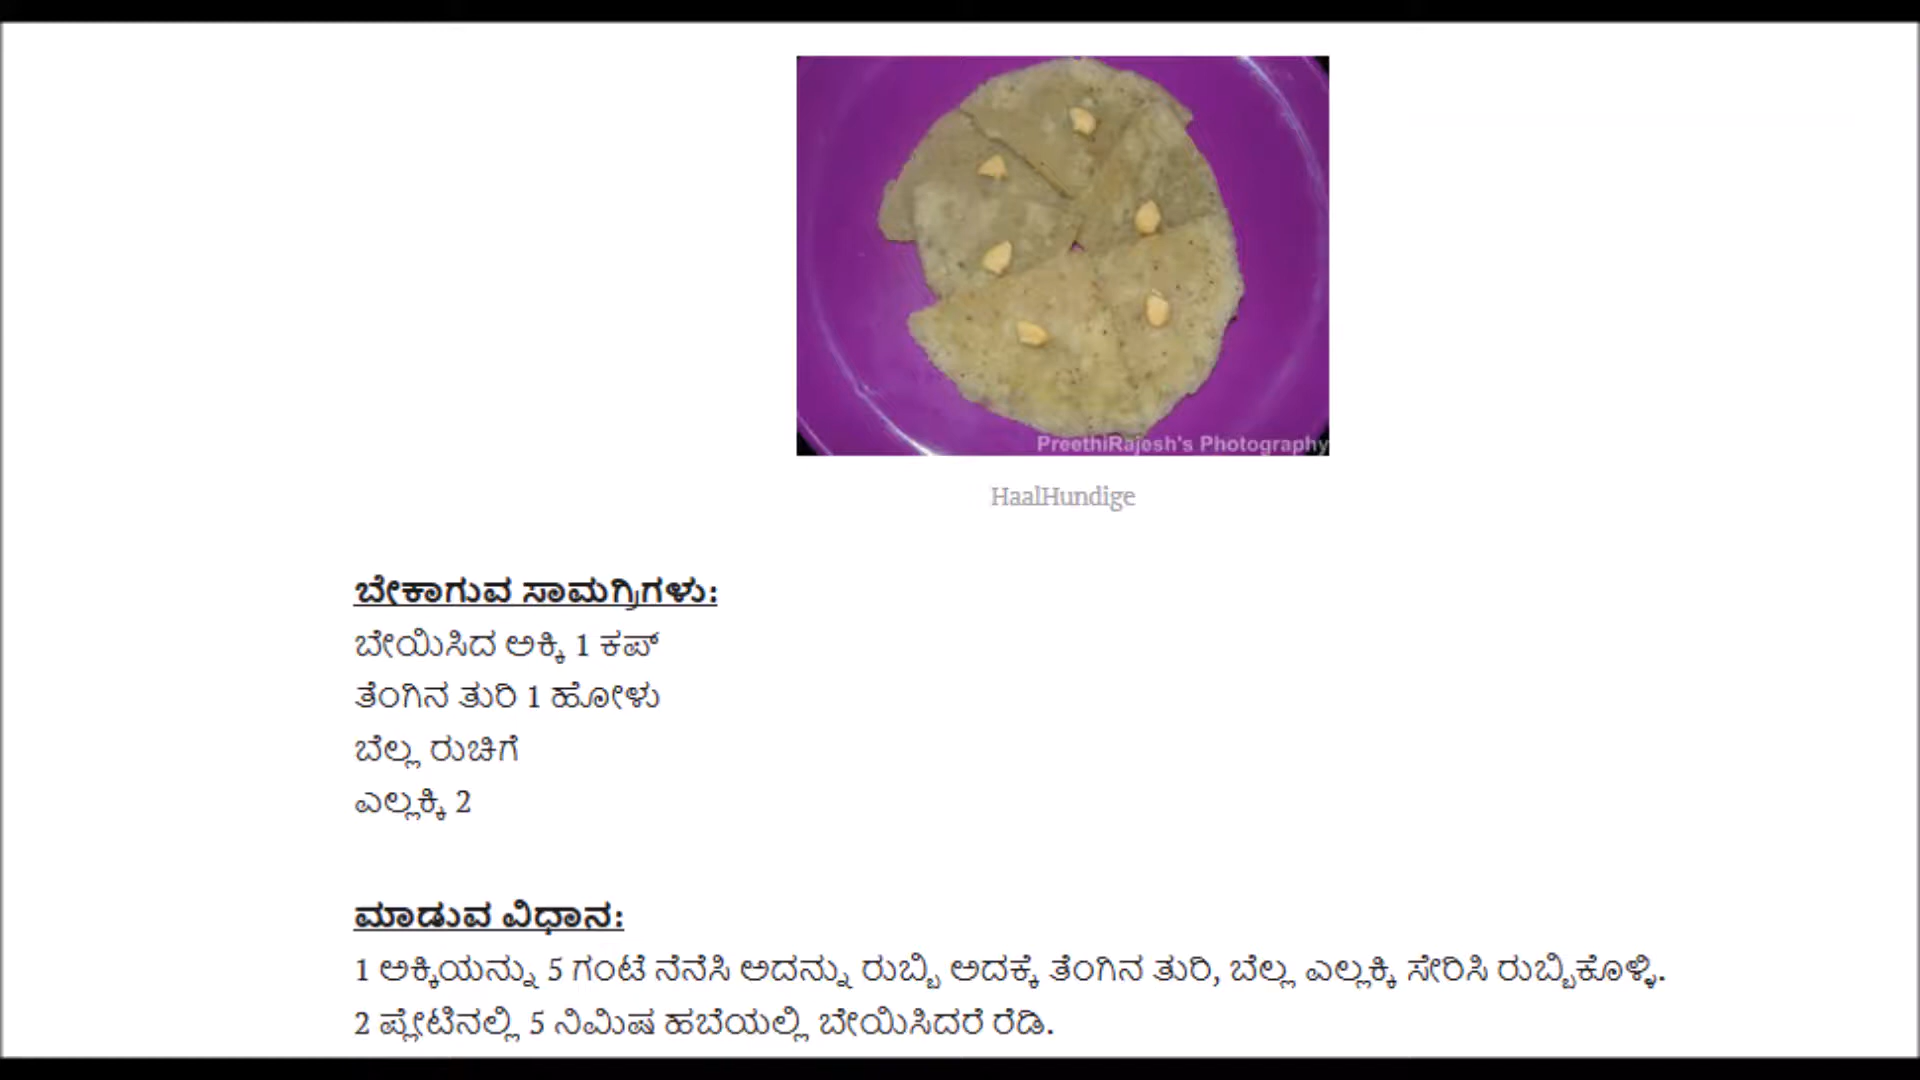 PreethiRajesh's Photography
HaalHundige
ಬೇಕಾಗುವ ಸಾಮಗ್ರಿಗಳು:
ಬೇಯಿಸಿದ ಅಕ್ಕಿ 1 ಕಪ್
ತೆಂಗಿನ ತುರಿ 1 ಹೋಳು
ಬೆಲ್ಲ ರುಚಿಗೆ
ಎಲ್ಲಕ್ಕಿ 2
ಮಾಡುವ ವಿಧಾನ:
1 ಅಕ್ಕಿಯನ್ನು 5 ಗಂಟೆ ನೆನೆಸಿ ಅದನ್ನು ರುಬ್ಬಿ ಅದಕ್ಕೆ ತೆಂಗಿನ ತುರಿ, ಬೆಲ್ಲ ಎಲ್ಲಕ್ಕಿ ಸೇರಿಸಿ ರುಬ್ಬಿಕೊಳ್ಳಿ.
2 ಪ್ಲೇಟಿನಲ್ಲಿ 5 ನಿಮಿಷ ಹಬೆಯಲ್ಲಿ ಬೇಯಿಸಿದರೆ ರೆಡಿ.